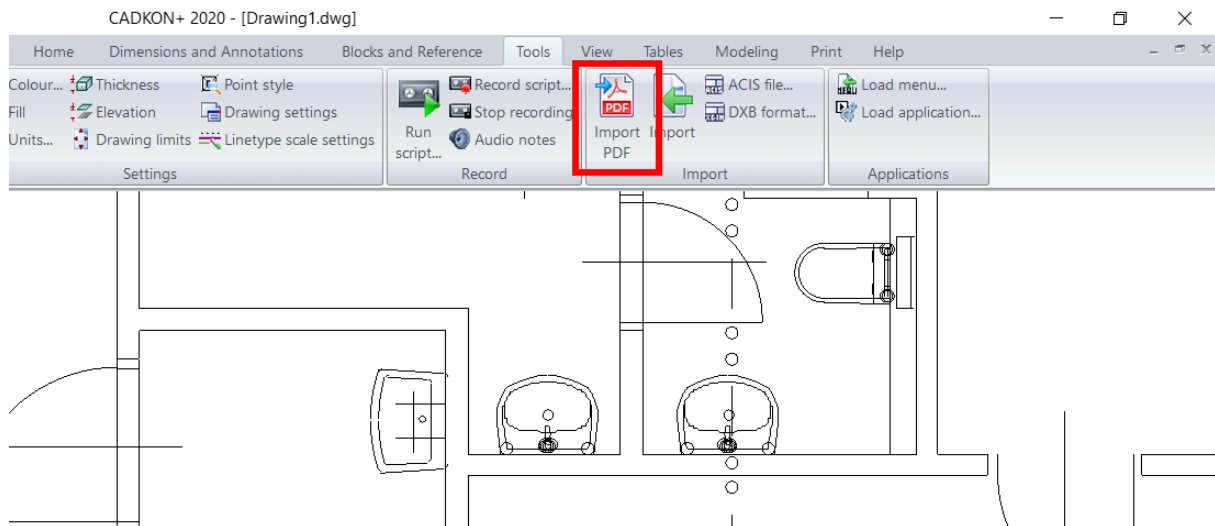 CADKON+ 2020 - [Drawing1.dwg]
Home Dimensions and Annotations Blocks and Reference Tools View Tables Modeling Print Help
Colour... Thickness Point style
Fill Elevation Drawing settings
Units... Drawing limits Linetype scale settings
Settings
Run script...
Record script...
Stop recording
Audio notes
Record
PDF
Import PDF
Import
ACIS file...
DXB format...
Import
MENU
Load menu...
Load application...
Applications